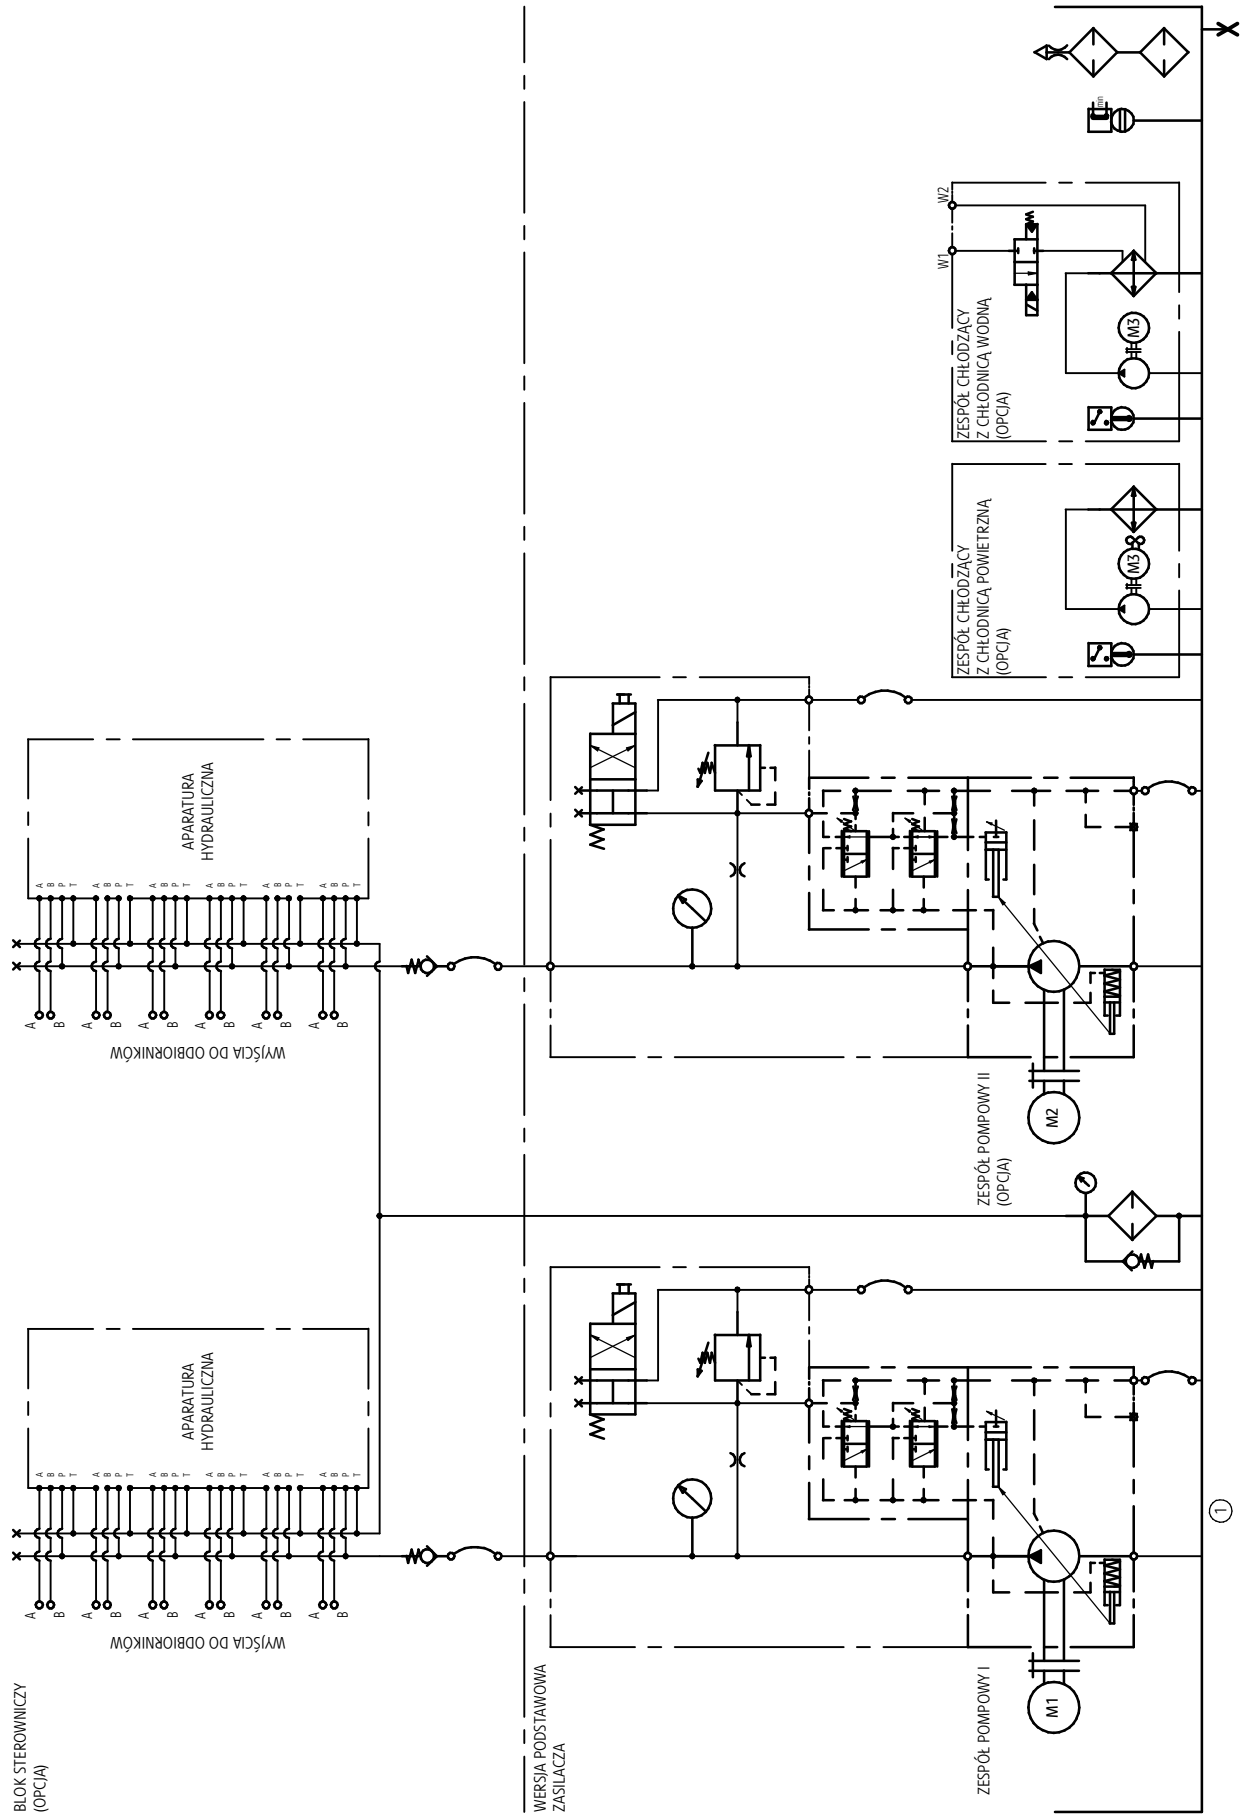 BLOK STEROWNICZY
(OPCJA)
WYJŚCIA DO ODBIORNIKÓW
A
B
A
B
A
B
A
B
A
B
A
B
A
B
P
T
A
B
P
T
A
B
P
T
A
B
P
T
A
B
P
T
A
B
P
T
APARATURA
HYDRAULICZNA
WYJŚCIA DO ODBIORNIKÓW
A
B
A
B
A
B
A
B
A
B
A
B
A
B
P
T
A
B
P
T
A
B
P
T
A
B
P
T
A
B
P
T
A
B
P
T
APARATURA
HYDRAULICZNA
WERSJA PODSTAWOWA
ZASILACZA
ZESPÓŁ POMPOWY I
M1
ZESPÓŁ POMPOWY II
(OPCJA)
M2
ZESPÓŁ CHŁODZĄCY
Z CHŁODNICĄ POWIETRZNĄ
(OPCJA)
M3
ZESPÓŁ CHŁODZĄCY
Z CHŁODNICĄ WODNĄ
(OPCJA)
M3
W1
W2
min
1